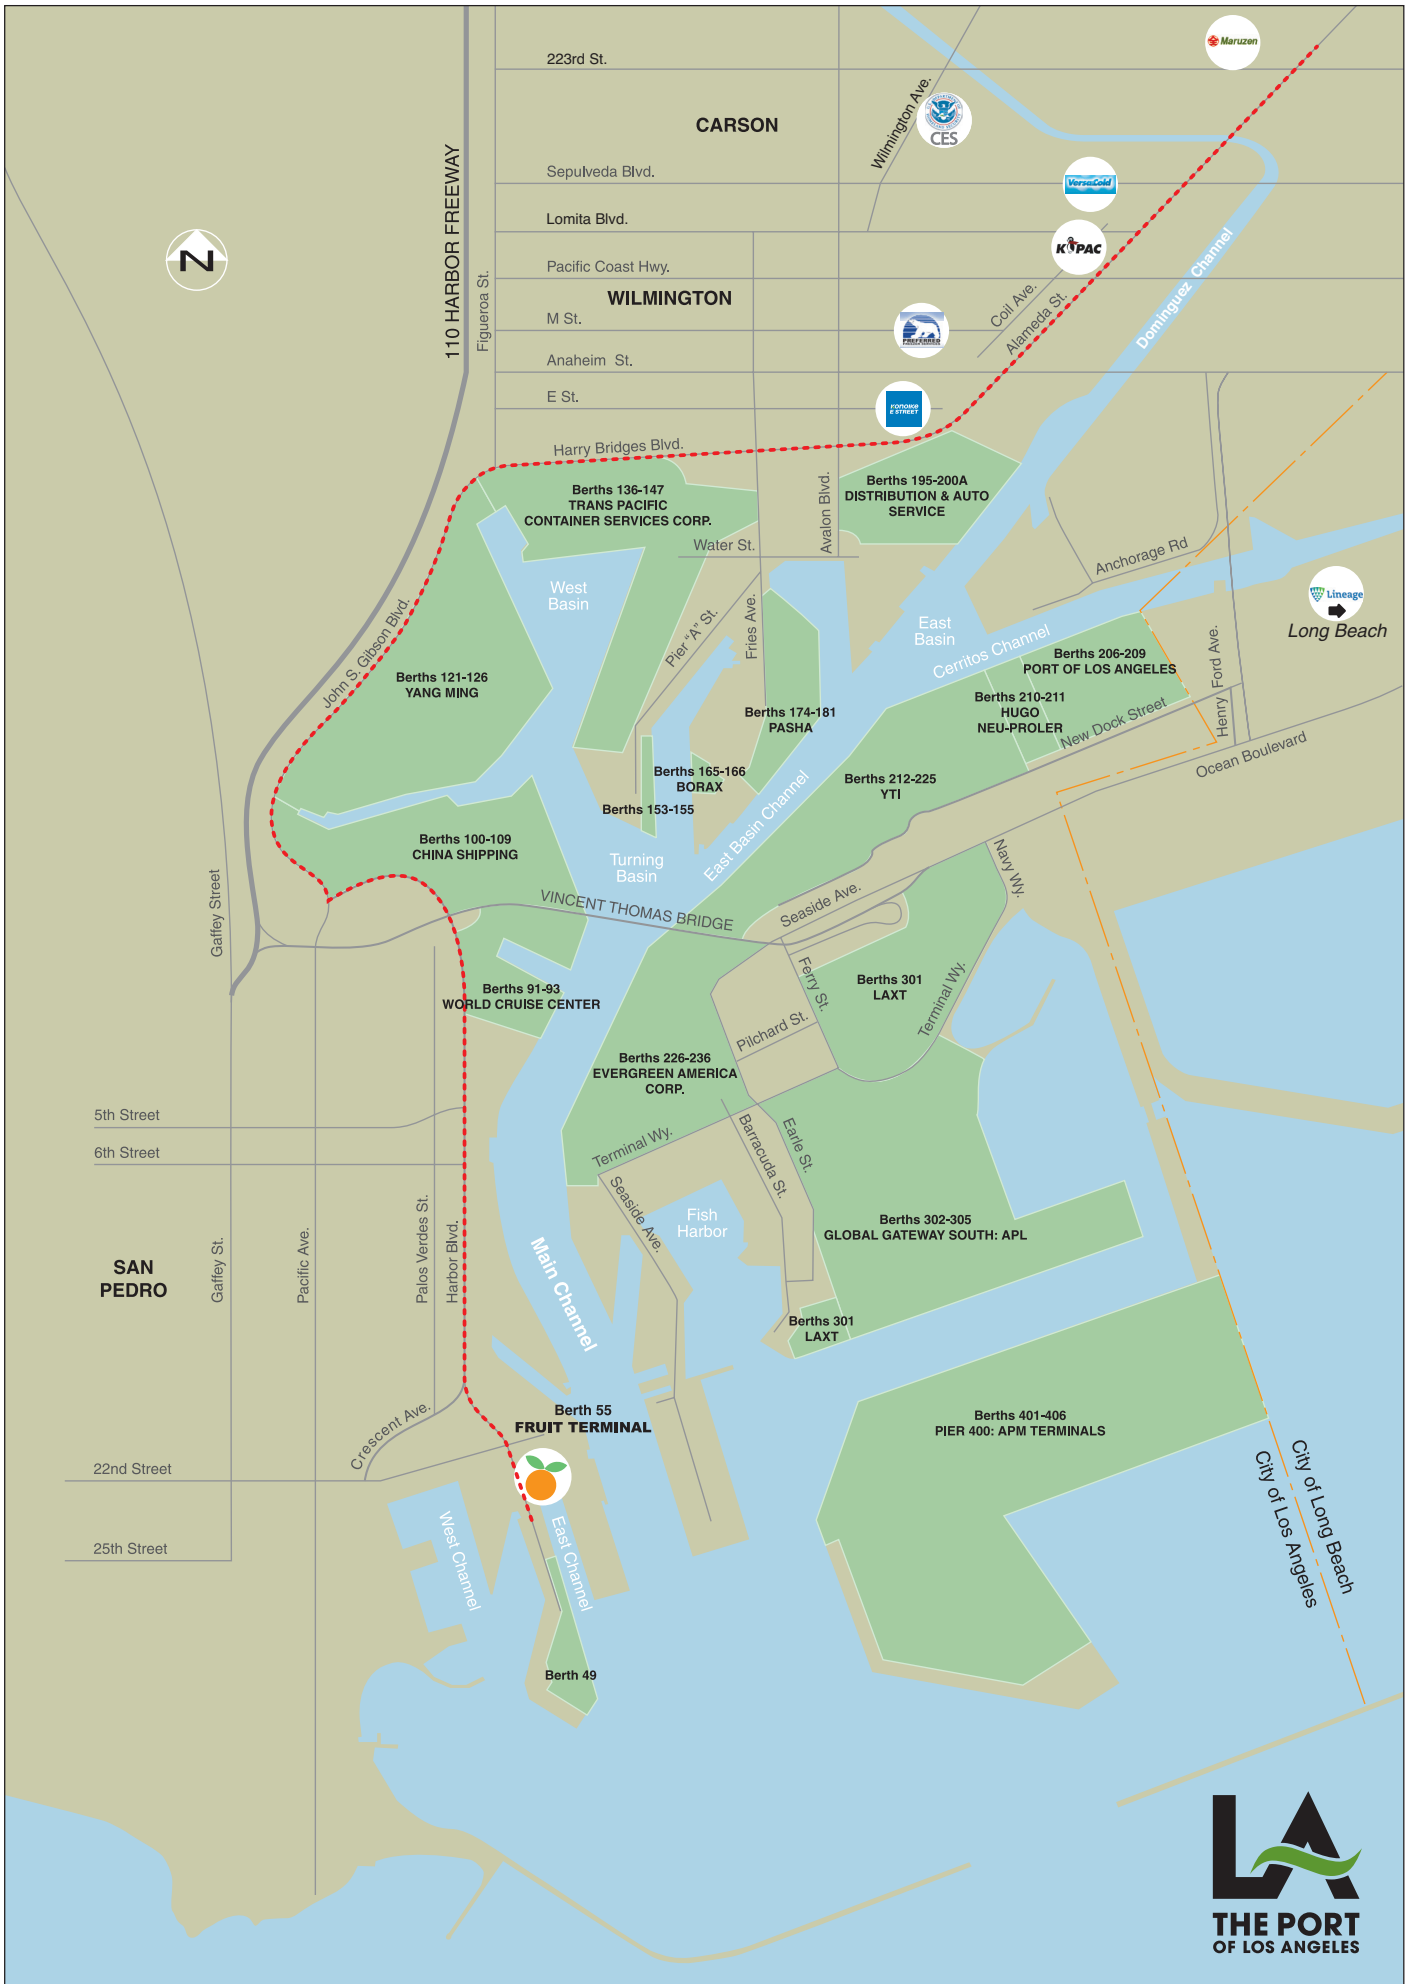 Maruzen
223rd St.
CARSON
Wilmington Ave.
CES
110 HARBOR FREEWAY
Sepulveda Blvd.
VersaCold
Lomita Blvd.
N
Pacific Coast Hwy.
WILMINGTON
Figueroa St.
M St.
PREFERRED
Coil Ave.
Alameda St.
Dominguez Channel
Anaheim St.
E St.
KONOIKE
E STREET
Harry Bridges Blvd.
Berths 136-147
TRANS PACIFIC
CONTAINER SERVICES CORP.
Avalon Blvd.
Berths 195-200A
DISTRIBUTION & AUTO
SERVICE
Water St.
Anchorage Rd
West
Basin
Pier "A" St.
Fries Ave.
East
Basin
Cerritos Channel
Lineage
Long Beach
John S. Gibson Blvd.
Berths 121-126
YANG MING
Berths 206-209
PORT OF LOS ANGELES
Henry Ford Ave.
Berths 174-181
PASHA
Berths 210-211
HUGO
NEU-PROLER
New Dock Street
Ocean Boulevard
Berths 165-166
BORAX
Berths 153-155
Berths 212-225
YTI
East Basin Channel
Berths 100-109
CHINA SHIPPING
Turning
Basin
Navy Wy.
Gaffey Street
VINCENT THOMAS BRIDGE
Seaside Ave.
Berths 91-93
WORLD CRUISE CENTER
Ferry St.
Berths 301
LAXT
Terminal Wy.
Pilchard St.
Berths 226-236
EVERGREEN AMERICA
CORP.
5th Street
6th Street
Terminal Wy.
Barracuda St.
Earle St.
Seaside Ave.
Fish
Harbor
Berths 302-305
GLOBAL GATEWAY SOUTH: APL
SAN
PEDRO
Gaffey St.
Pacific Ave.
Palos Verdes St.
Harbor Blvd.
Main Channel
Berths 301
LAXT
Crescent Ave.
Berth 55
FRUIT TERMINAL
Berths 401-406
PIER 400: APM TERMINALS
22nd Street
25th Street
West Channel
East Channel
City of Long Beach
City of Los Angeles
Berth 49
LA
THE PORT
OF LOS ANGELES